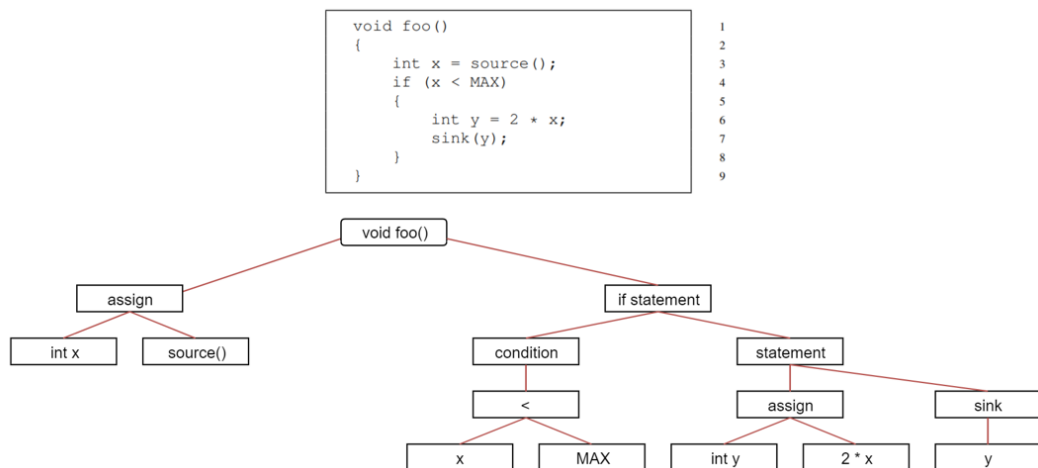 void foo() 1
{ 2
int x = source(); 3
if (x < MAX) 4
{ 5
int y = 2 * x; 6
sink(y); 7
} 8
} 9
void foo()
assign if statement
int x source() condition statement
< assign sink
x MAX int y 2 * x y